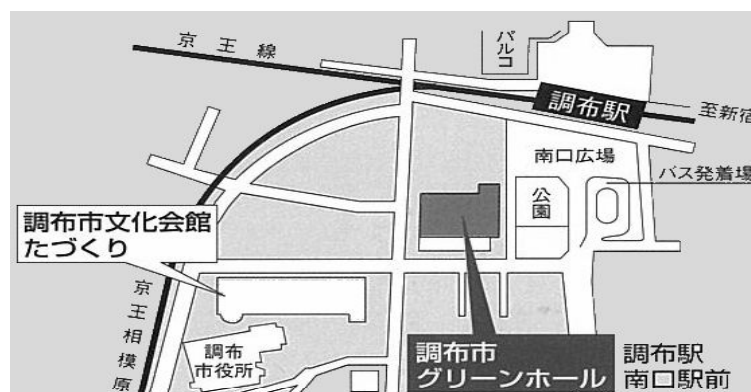 京王線
パルコ
調布駅
至新宿
南口広場
バス発着場
公園
調布市文化会館
たづくり
京王相模原
調布
市役所
調布市
グリーンホール
調布駅
南口駅前